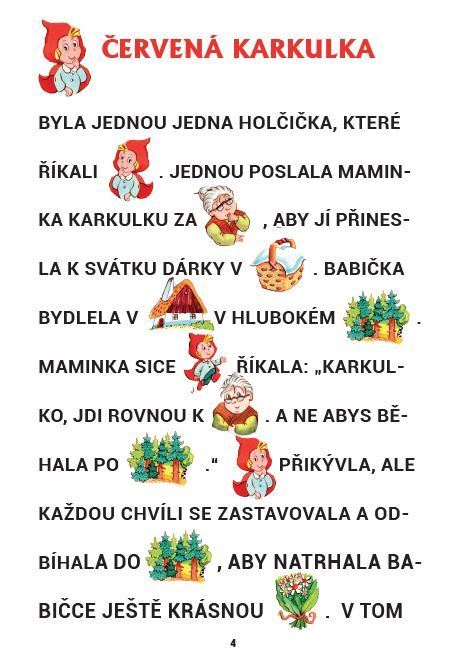 ČERVENÁ KARKULKA
BYLA JEDNOU JEDNA HOLČIČKA, KTERÉ
ŘÍKALI . JEDNOU POSLALA MAMIN-
KA KARKULKU ZA , ABY JÍ PŘINES-
LA K SVÁTKU DÁRKY V . BABIČKA
BYDLELA V V HLUBOKÉM .
MAMINKA SICE ŘÍKALA: „KARKUL-
KO, JDI ROVNOU K . A NE ABYS BĚ-
HALA PO .“ PŘIKÝVLA, ALE
KAŽDOU CHVÍLI SE ZASTAVOVALA A OD-
BÍHALA DO , ABY NATRHALA BA-
BIČCE JEŠTĚ KRÁSNOU . V TOM
4